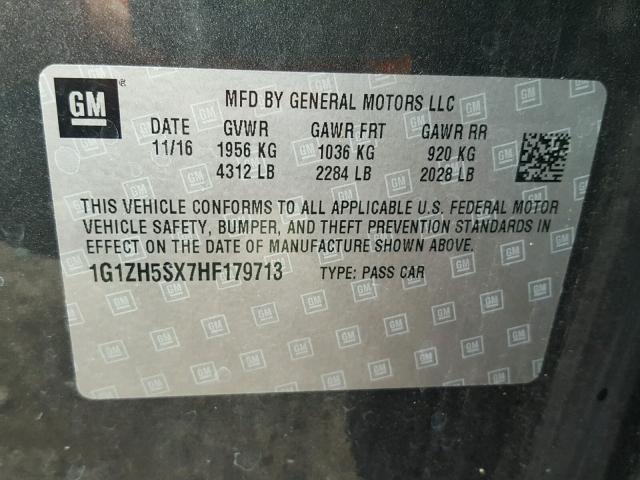 GM ®
MFD BY GENERAL MOTORS LLC
DATE GVWR GAWR FRT GAWR RR
11/16 1956 KG 1036 KG 920 KG
4312 LB 2284 LB 2028 LB
THIS VEHICLE CONFORMS TO ALL APPLICABLE U.S. FEDERAL MOTOR
VEHICLE SAFETY, BUMPER, AND THEFT PREVENTION STANDARDS IN
EFFECT ON THE DATE OF MANUFACTURE SHOWN ABOVE.
1G1ZH5SX7HF179713 TYPE: PASS CAR